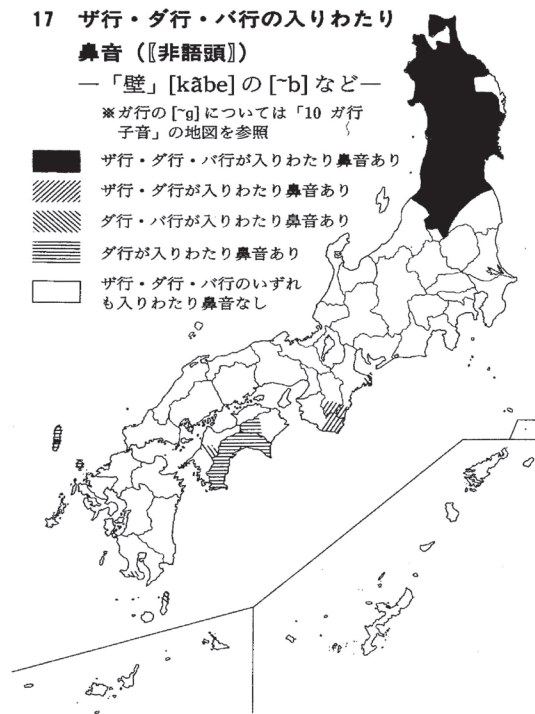 17 ザ行・ダ行・バ行の入りわたり
鼻音（〖非語頭〗）
―「壁」[kãbe]の[~b]など―
※ガ行の[~g]については「10 ガ行
子音」の地図を参照
ザ行・ダ行・バ行が入りわたり鼻音あり
ザ行・ダ行が入りわたり鼻音あり
ダ行・バ行が入りわたり鼻音あり
ダ行が入りわたり鼻音あり
ザ行・ダ行・バ行のいずれ
も入りわたり鼻音なし